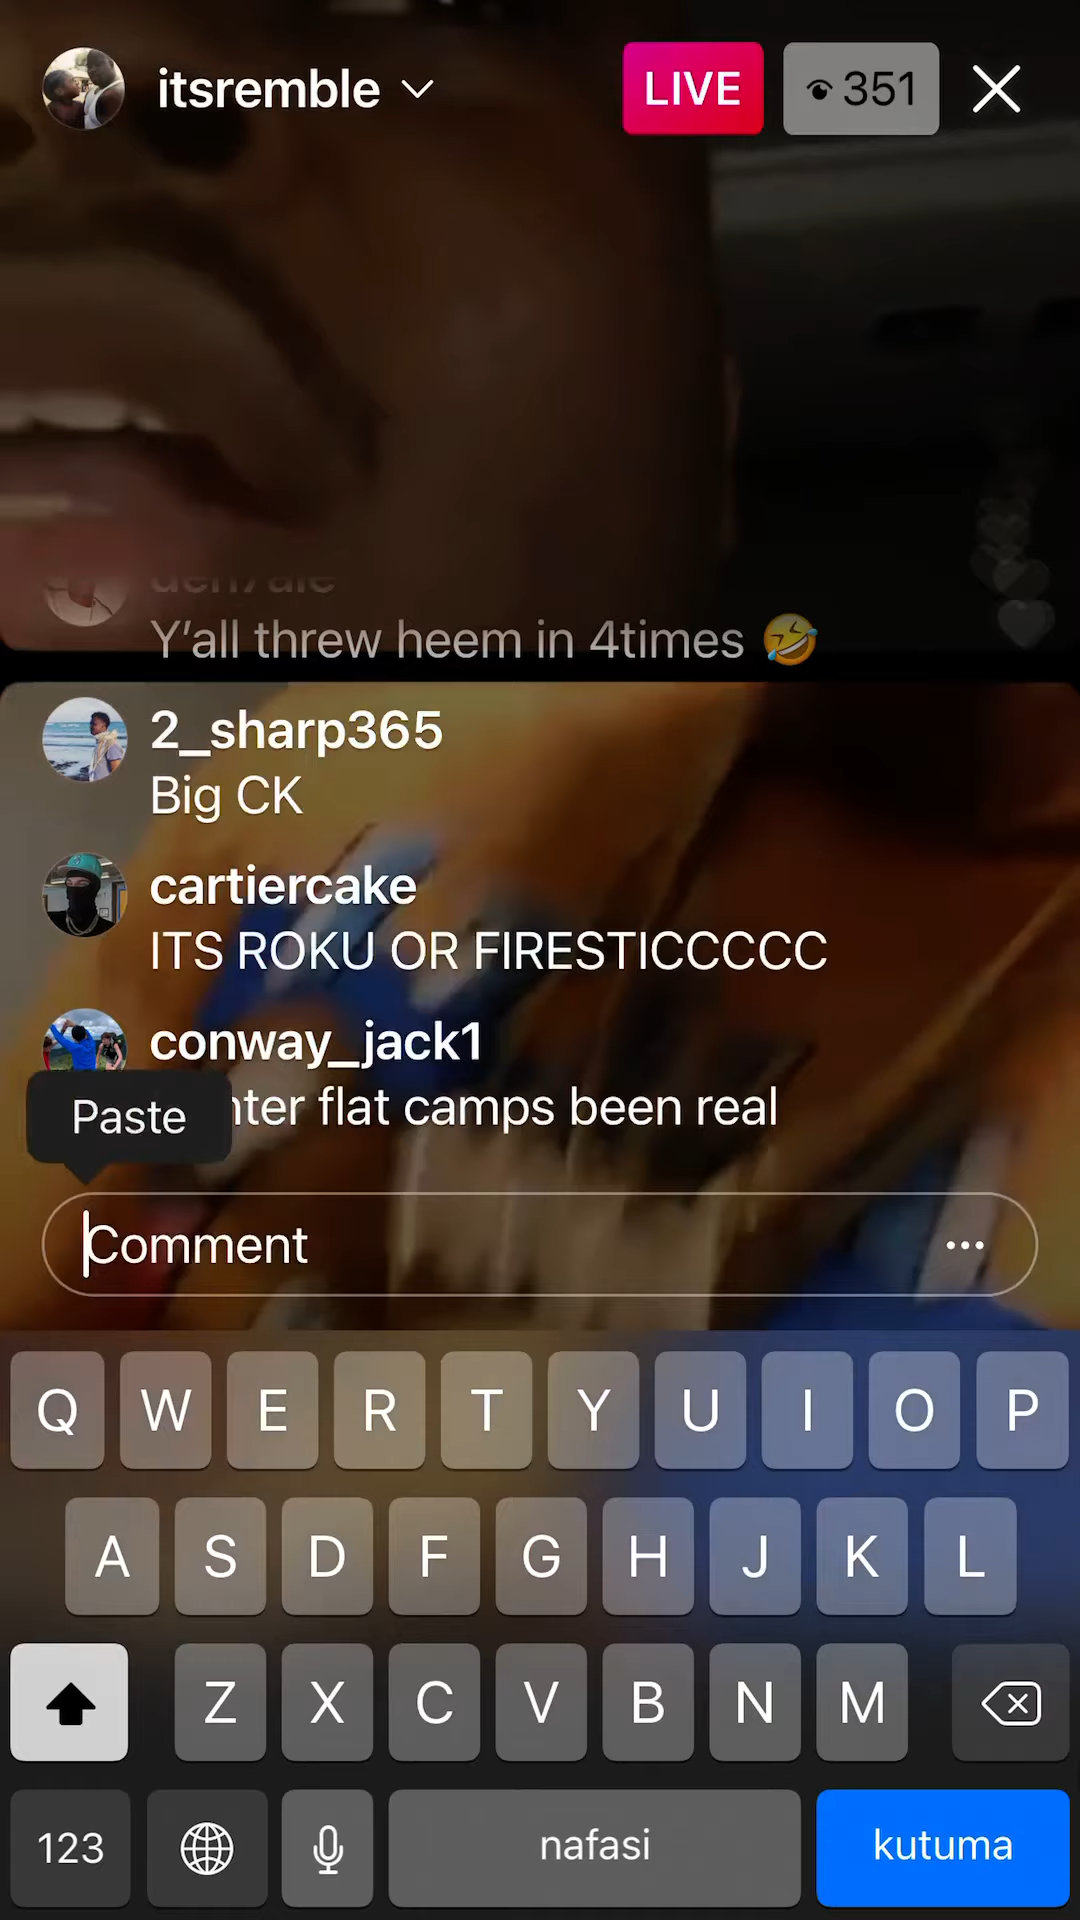 itsremble
LIVE
351
Y'all threw heem in 4times 🤣
2_sharp365
Big CK
cartiercake
ITS ROKU OR FIRESTICCCCC
conway_jack1
flat camps been real
Paste
Comment
Q W E R T Y U I O P
A S D F G H J K L
Z X C V B N M
123 nafasi kutuma